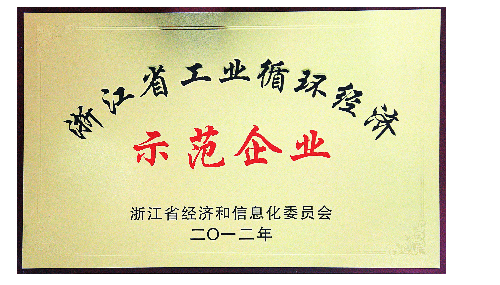 浙江省工业循环经济
示范企业
浙江省经济和信息化委员会
二〇一二年